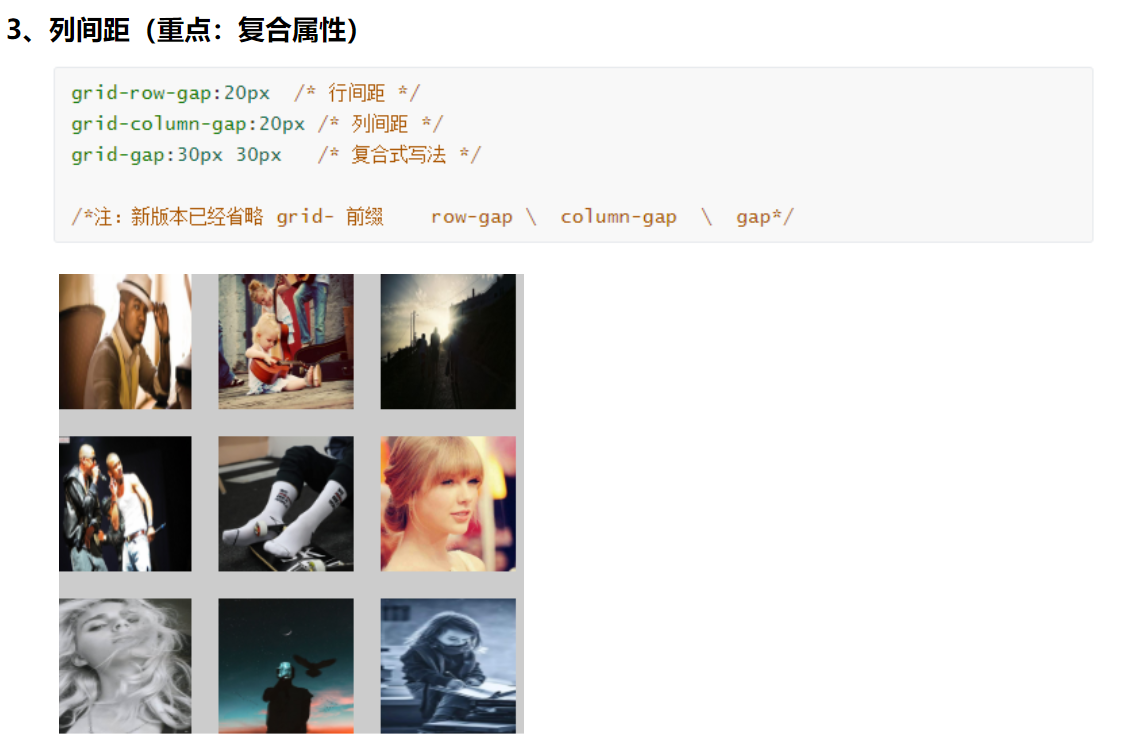 3、列间距（重点：复合属性）
grid-row-gap:20px  /* 行间距 */
grid-column-gap:20px /* 列间距 */
grid-gap:30px 30px   /* 复合式写法 */
/*注：新版本已经省略 grid- 前缀    row-gap \  column-gap  \  gap*/